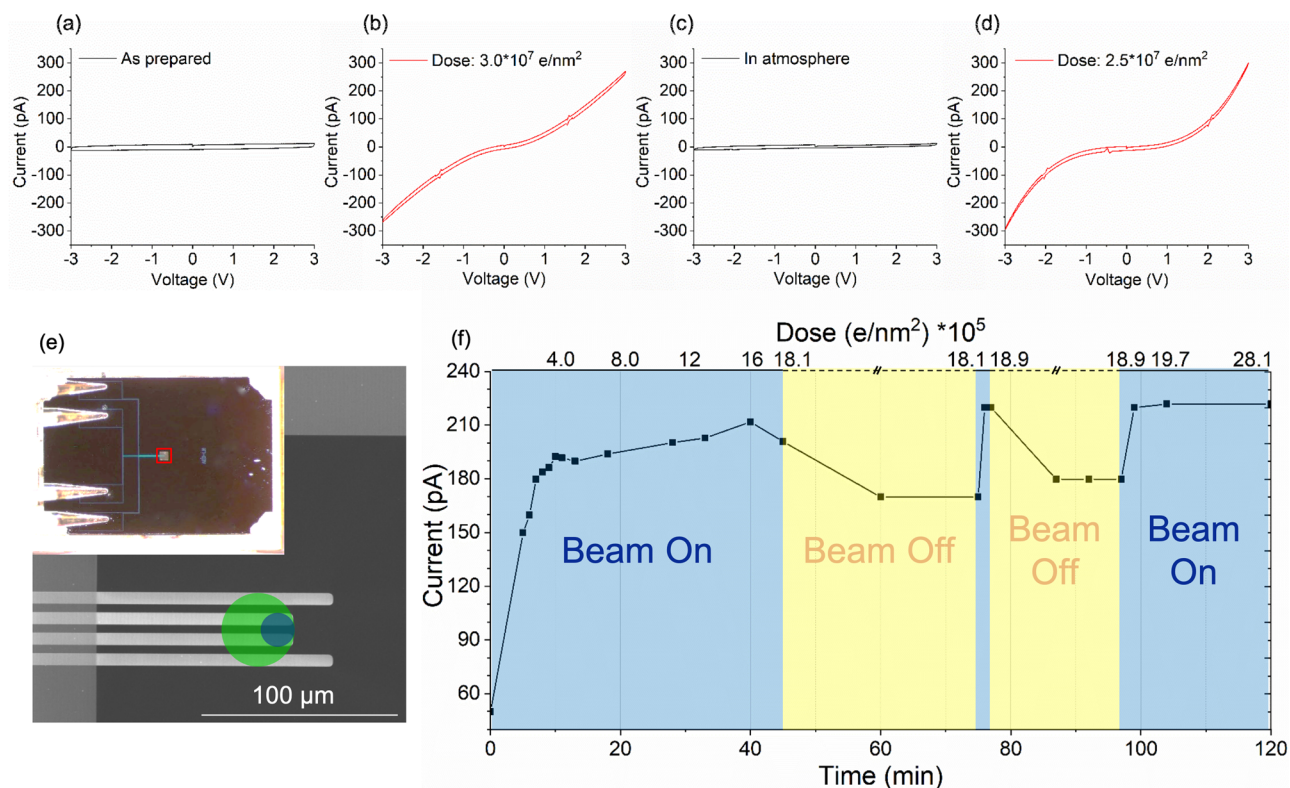 (a)
As prepared
300
200
100
0
-100
-200
-300
Current (pA)
-3 -2 -1 0 1 2 3
Voltage (V)
(b)
Dose: 3.0*10⁷ e/nm²
300
200
100
0
-100
-200
-300
Current (pA)
-3 -2 -1 0 1 2 3
Voltage (V)
(c)
In atmosphere
300
200
100
0
-100
-200
-300
Current (pA)
-3 -2 -1 0 1 2 3
Voltage (V)
(d)
Dose: 2.5*10⁷ e/nm²
300
200
100
0
-100
-200
-300
Current (pA)
-3 -2 -1 0 1 2 3
Voltage (V)
(e)
100 µm
(f)
Dose (e/nm²) *10⁵
4.0 8.0 12 16 18.1 18.1 18.9 18.9 19.7 28.1
240
210
180
150
120
90
60
Current (pA)
Beam On
Beam Off
Beam
Off
Beam
On
0 20 40 60 80 100 120
Time (min)